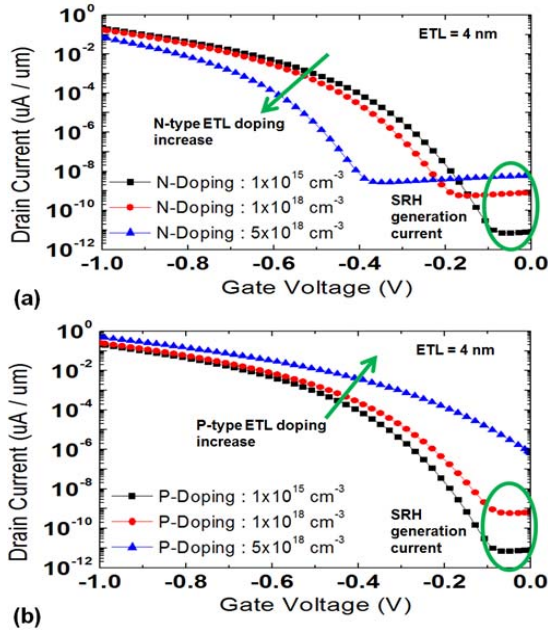 (a)
Drain Current (uA / um)
10^0
10^-2
10^-4
10^-6
10^-8
10^-10
10^-12
ETL = 4 nm
N-type ETL doping
increase
N-Doping : 1x10^15 cm^-3
N-Doping : 1x10^18 cm^-3
N-Doping : 5x10^18 cm^-3
SRH
generation
current
-1.0 -0.8 -0.6 -0.4 -0.2 0.0
Gate Voltage (V)
(b)
Drain Current (uA / um)
10^0
10^-2
10^-4
10^-6
10^-8
10^-10
10^-12
ETL = 4 nm
P-type ETL doping
increase
P-Doping : 1x10^15 cm^-3
P-Doping : 1x10^18 cm^-3
P-Doping : 5x10^18 cm^-3
SRH
generation
current
-1.0 -0.8 -0.6 -0.4 -0.2 0.0
Gate Voltage (V)